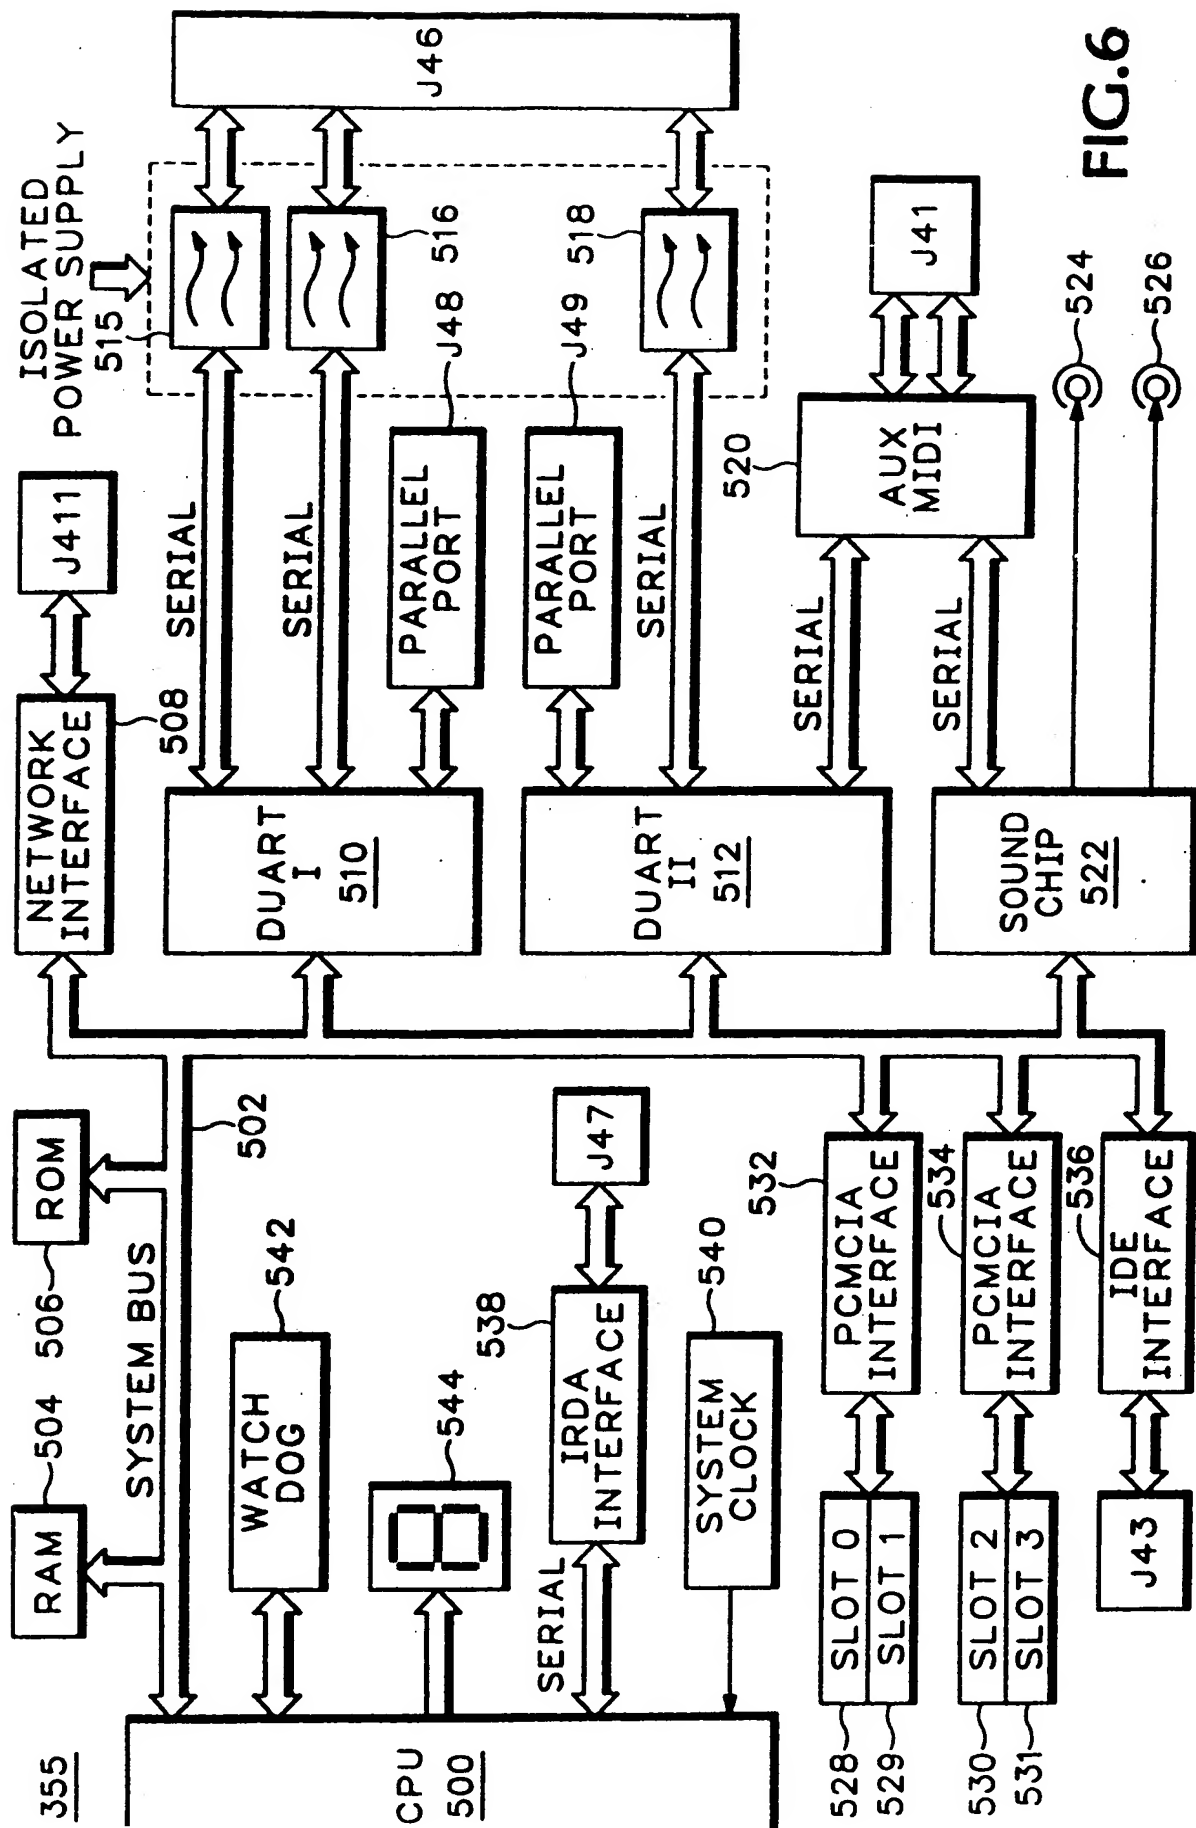 355
CPU
500
RAM
504
506
ROM
SYSTEM BUS
502
WATCH
DOG
542
544
SERIAL
IRDA
INTERFACE
538
J47
SYSTEM
CLOCK
540
528
529
SLOT 0
SLOT 1
PCMCIA
INTERFACE
532
530
531
SLOT 2
SLOT 3
PCMCIA
INTERFACE
534
J43
IDE
INTERFACE
536
NETWORK
INTERFACE
508
J411
ISOLATED
POWER SUPPLY
515
DUART
I
510
SERIAL
SERIAL
516
PARALLEL
PORT
J48
J46
DUART
II
512
PARALLEL
PORT
J49
SERIAL
518
SERIAL
520
AUX
MIDI
J41
SOUND
CHIP
522
SERIAL
524
526
FIG.6